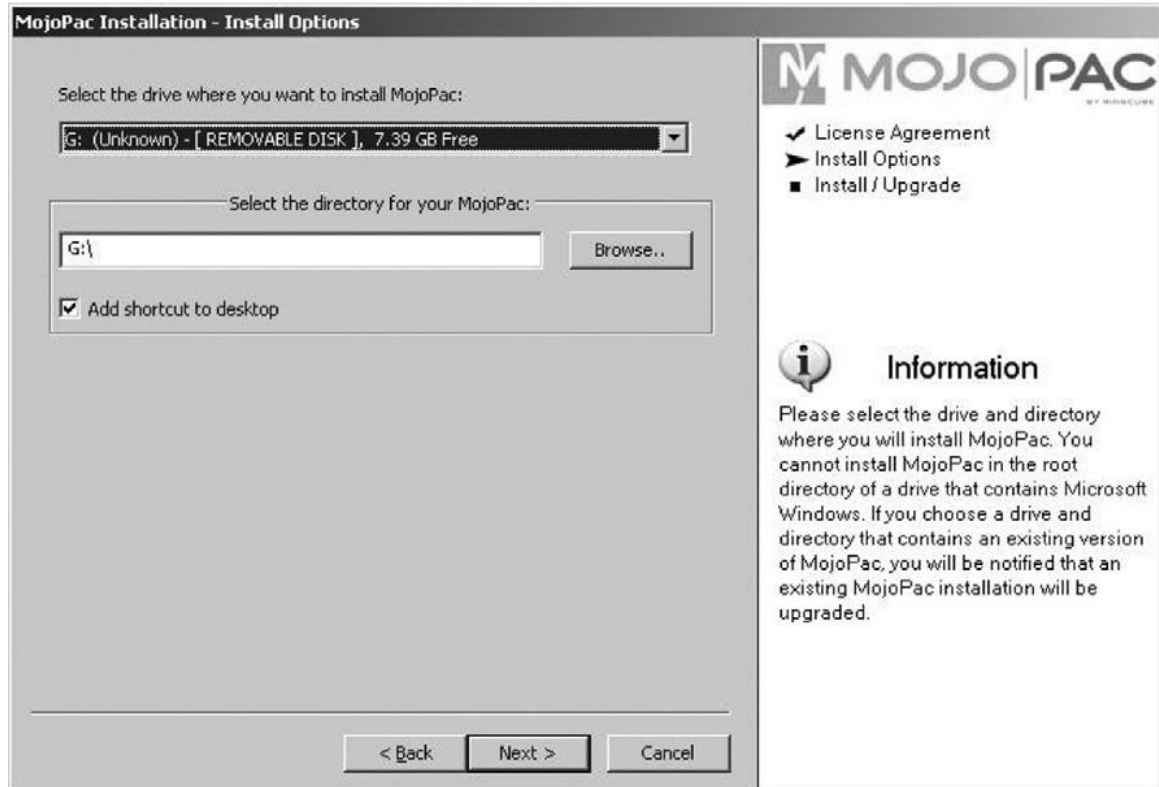 MojoPac Installation - Install Options
Select the drive where you want to install MojoPac:
G: (Unknown) - [ REMOVABLE DISK ], 7.39 GB Free
Select the directory for your MojoPac:
G:\
Browse..
Add shortcut to desktop
< Back
Next >
Cancel
MOJO|PAC
BY RINGCUBE
License Agreement
Install Options
Install / Upgrade
Information
Please select the drive and directory
where you will install MojoPac. You
cannot install MojoPac in the root
directory of a drive that contains Microsoft
Windows. If you choose a drive and
directory that contains an existing version
of MojoPac, you will be notified that an
existing MojoPac installation will be
upgraded.